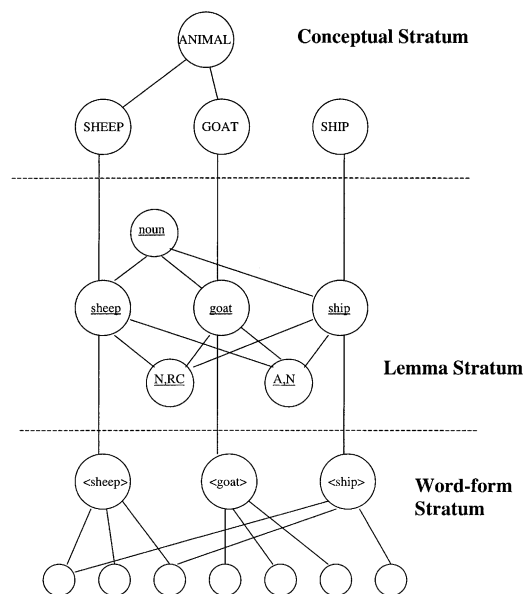 ANIMAL
Conceptual Stratum
SHEEP
GOAT
SHIP
noun
sheep
goat
ship
N,RC
A,N
Lemma Stratum
<sheep>
<goat>
<ship>
Word-form
Stratum